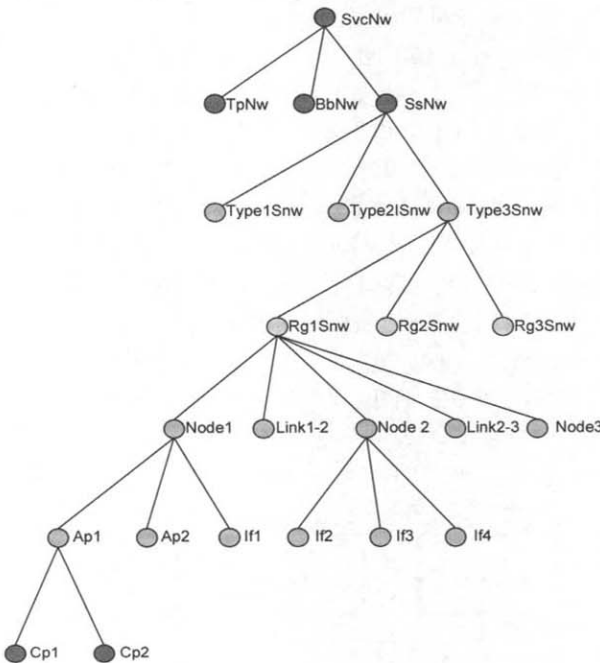 SvcNw
TpNw BbNw SsNw
Type1Snw Type2lSnw Type3Snw
Rg1Snw Rg2Snw Rg3Snw
Node1 Link1-2 Node 2 Link2-3 Node3
Ap1 Ap2 If1 If2 If3 If4
Cp1 Cp2